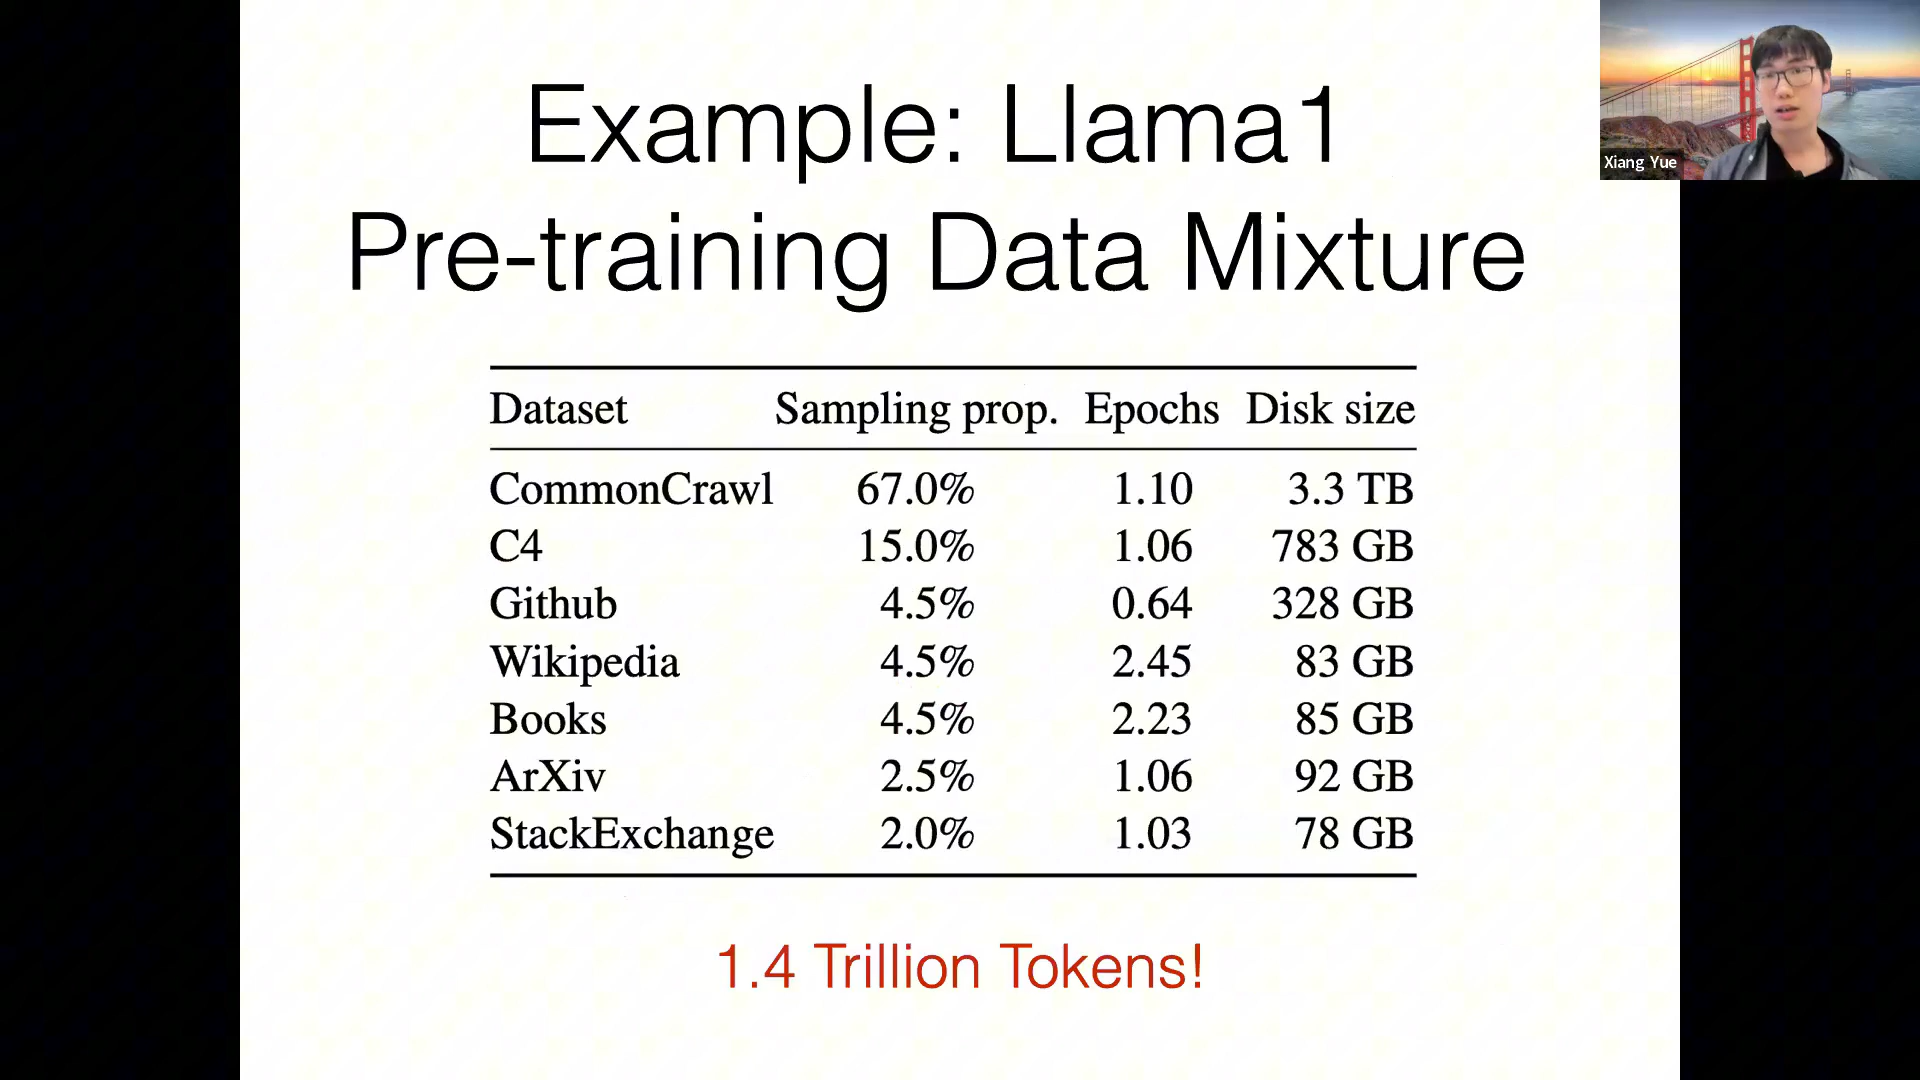 Example: Llama1
Pre-training Data Mixture
Xiang Yue
Dataset Sampling prop. Epochs Disk size
CommonCrawl 67.0% 1.10 3.3 TB
C4 15.0% 1.06 783 GB
Github 4.5% 0.64 328 GB
Wikipedia 4.5% 2.45 83 GB
Books 4.5% 2.23 85 GB
ArXiv 2.5% 1.06 92 GB
StackExchange 2.0% 1.03 78 GB
1.4 Trillion Tokens!